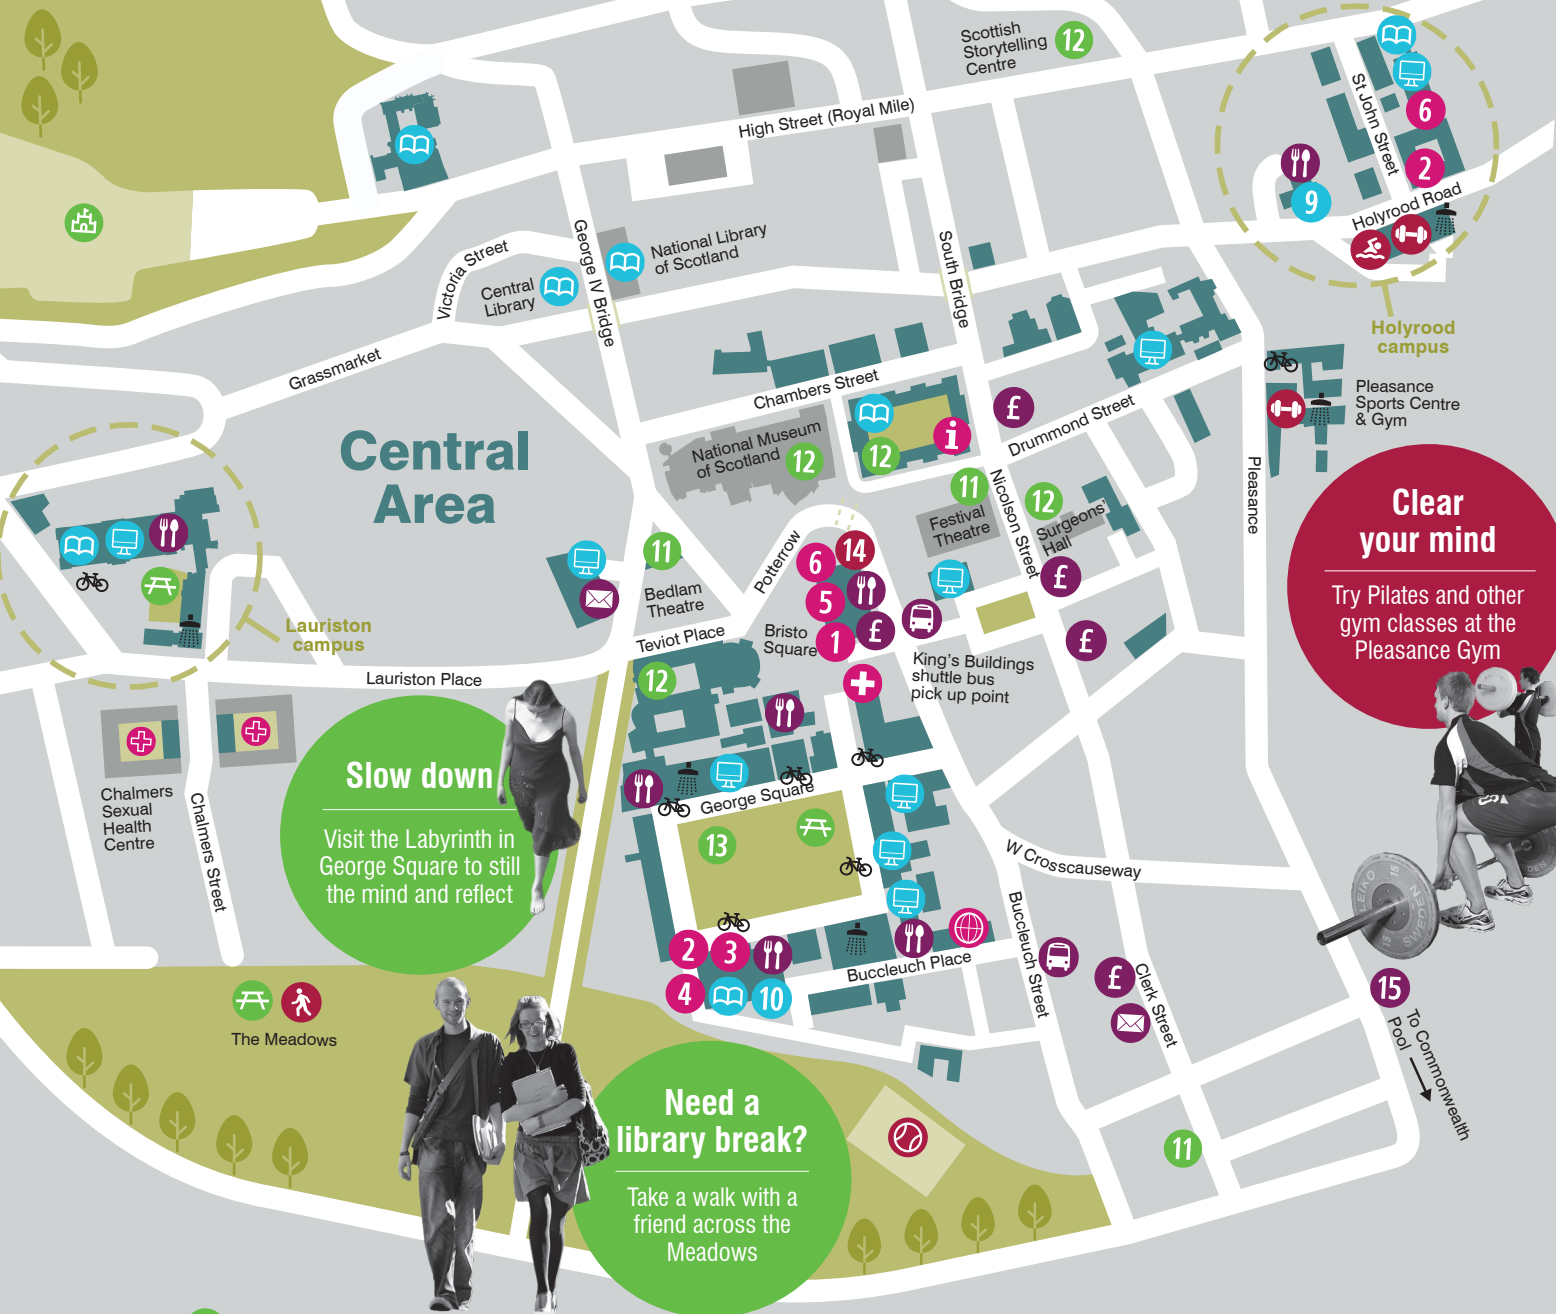 Scottish
Storytelling
Centre
12
High Street (Royal Mile)
St John Street
6
2
9
Holyrood Road
Holyrood
campus
George IV Bridge
National Library
of Scotland
Victoria Street
Central
Library
South Bridge
Grassmarket
Chambers Street
Drummond Street
Pleasance
Sports Centre
& Gym
Pleasance
Central
Area
National Museum
of Scotland
12
12
i
£
11
Festival
Theatre
Nicolson Street
12
Surgeons'
Hall
£
£
Clear
your mind
Try Pilates and other
gym classes at the
Pleasance Gym
11
Bedlam
Theatre
Potterrow
6
14
5
1
£
Bristo
Square
Teviot Place
12
King's Buildings
shuttle bus
pick up point
Lauriston
campus
Lauriston Place
Chalmers
Sexual
Health
Centre
Chalmers Street
Slow down
Visit the Labyrinth in
George Square to still
the mind and reflect
George Square
13
2
3
4
10
Buccleuch Place
W Crosscauseway
Buccleuch Street
£
Clerk Street
15
To Commonwealth
Pool
11
The Meadows
Need a
library break?
Take a walk with a
friend across the
Meadows
LEIKO
15
SWEDEN
15